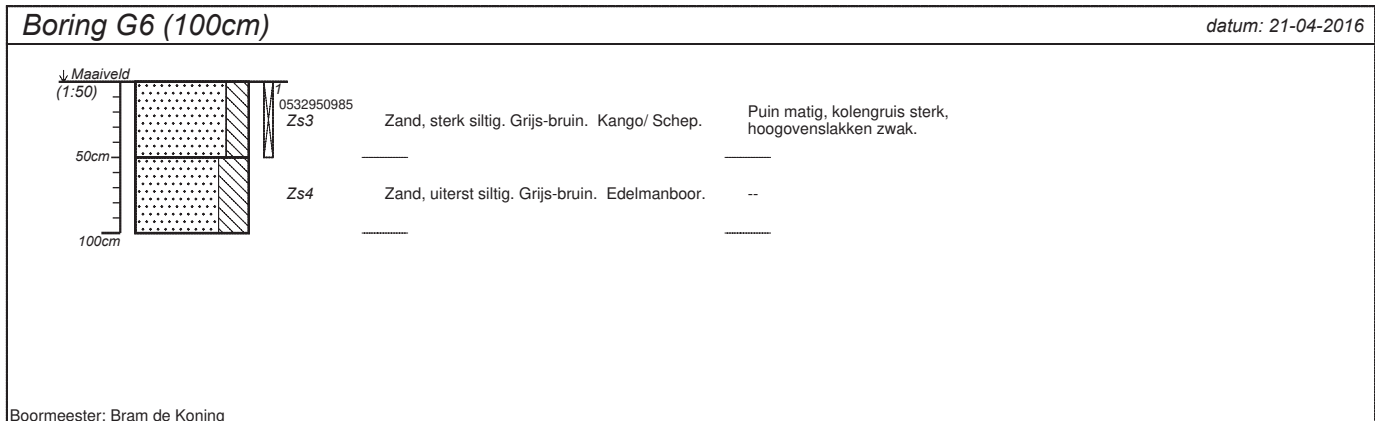 Boring G6 (100cm)
datum: 21-04-2016
Maaiveld
(1:50)
1
0532950985
Zs3 Zand, sterk siltig. Grijs-bruin. Kango/ Schep. Puin matig, kolengruis sterk,
hoogovenslakken zwak.
50cm
Zs4 Zand, uiterst siltig. Grijs-bruin. Edelmanboor. --
100cm
Boormeester: Bram de Koning